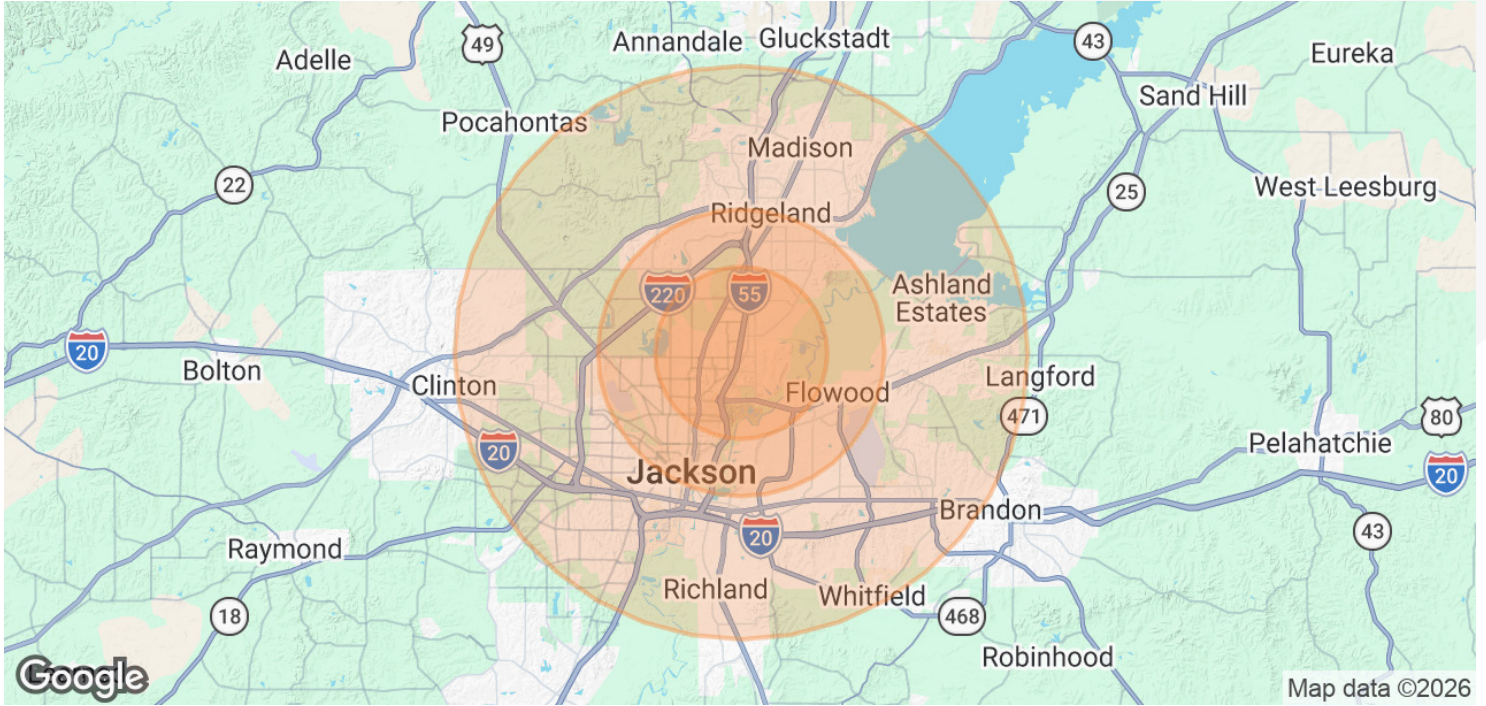 Adelle
49
Annandale
Gluckstadt
43
Eureka
Sand Hill
Pocahontas
Madison
22
25
West Leesburg
Ridgeland
220
55
Ashland
Estates
20
Bolton
Clinton
Langford
Flowood
471
80
20
Jackson
Pelahatchie
20
Brandon
20
43
Raymond
Richland
Whitfield
18
468
Robinhood
Google
Map data ©2026